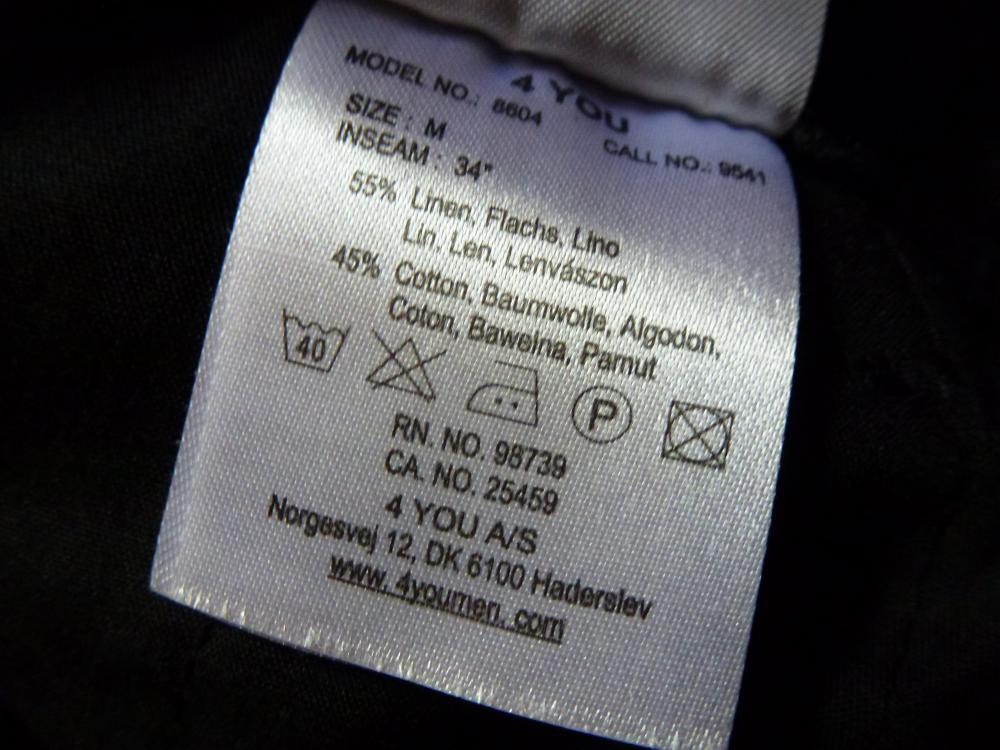 4 YOU
MODEL NO.: 8604
CALL NO.: 9541
SIZE : M
INSEAM : 34"
55% Linen, Flachs, Lino
Lin, Len, Lenvászon
45% Cotton, Baumwolle, Algodon,
Coton, Bawelna, Pamut
40
P
RN. NO. 98739
CA. NO. 25459
4 YOU A/S
Norgesvej 12, DK 6100 Haderslev
www. 4youmen. com